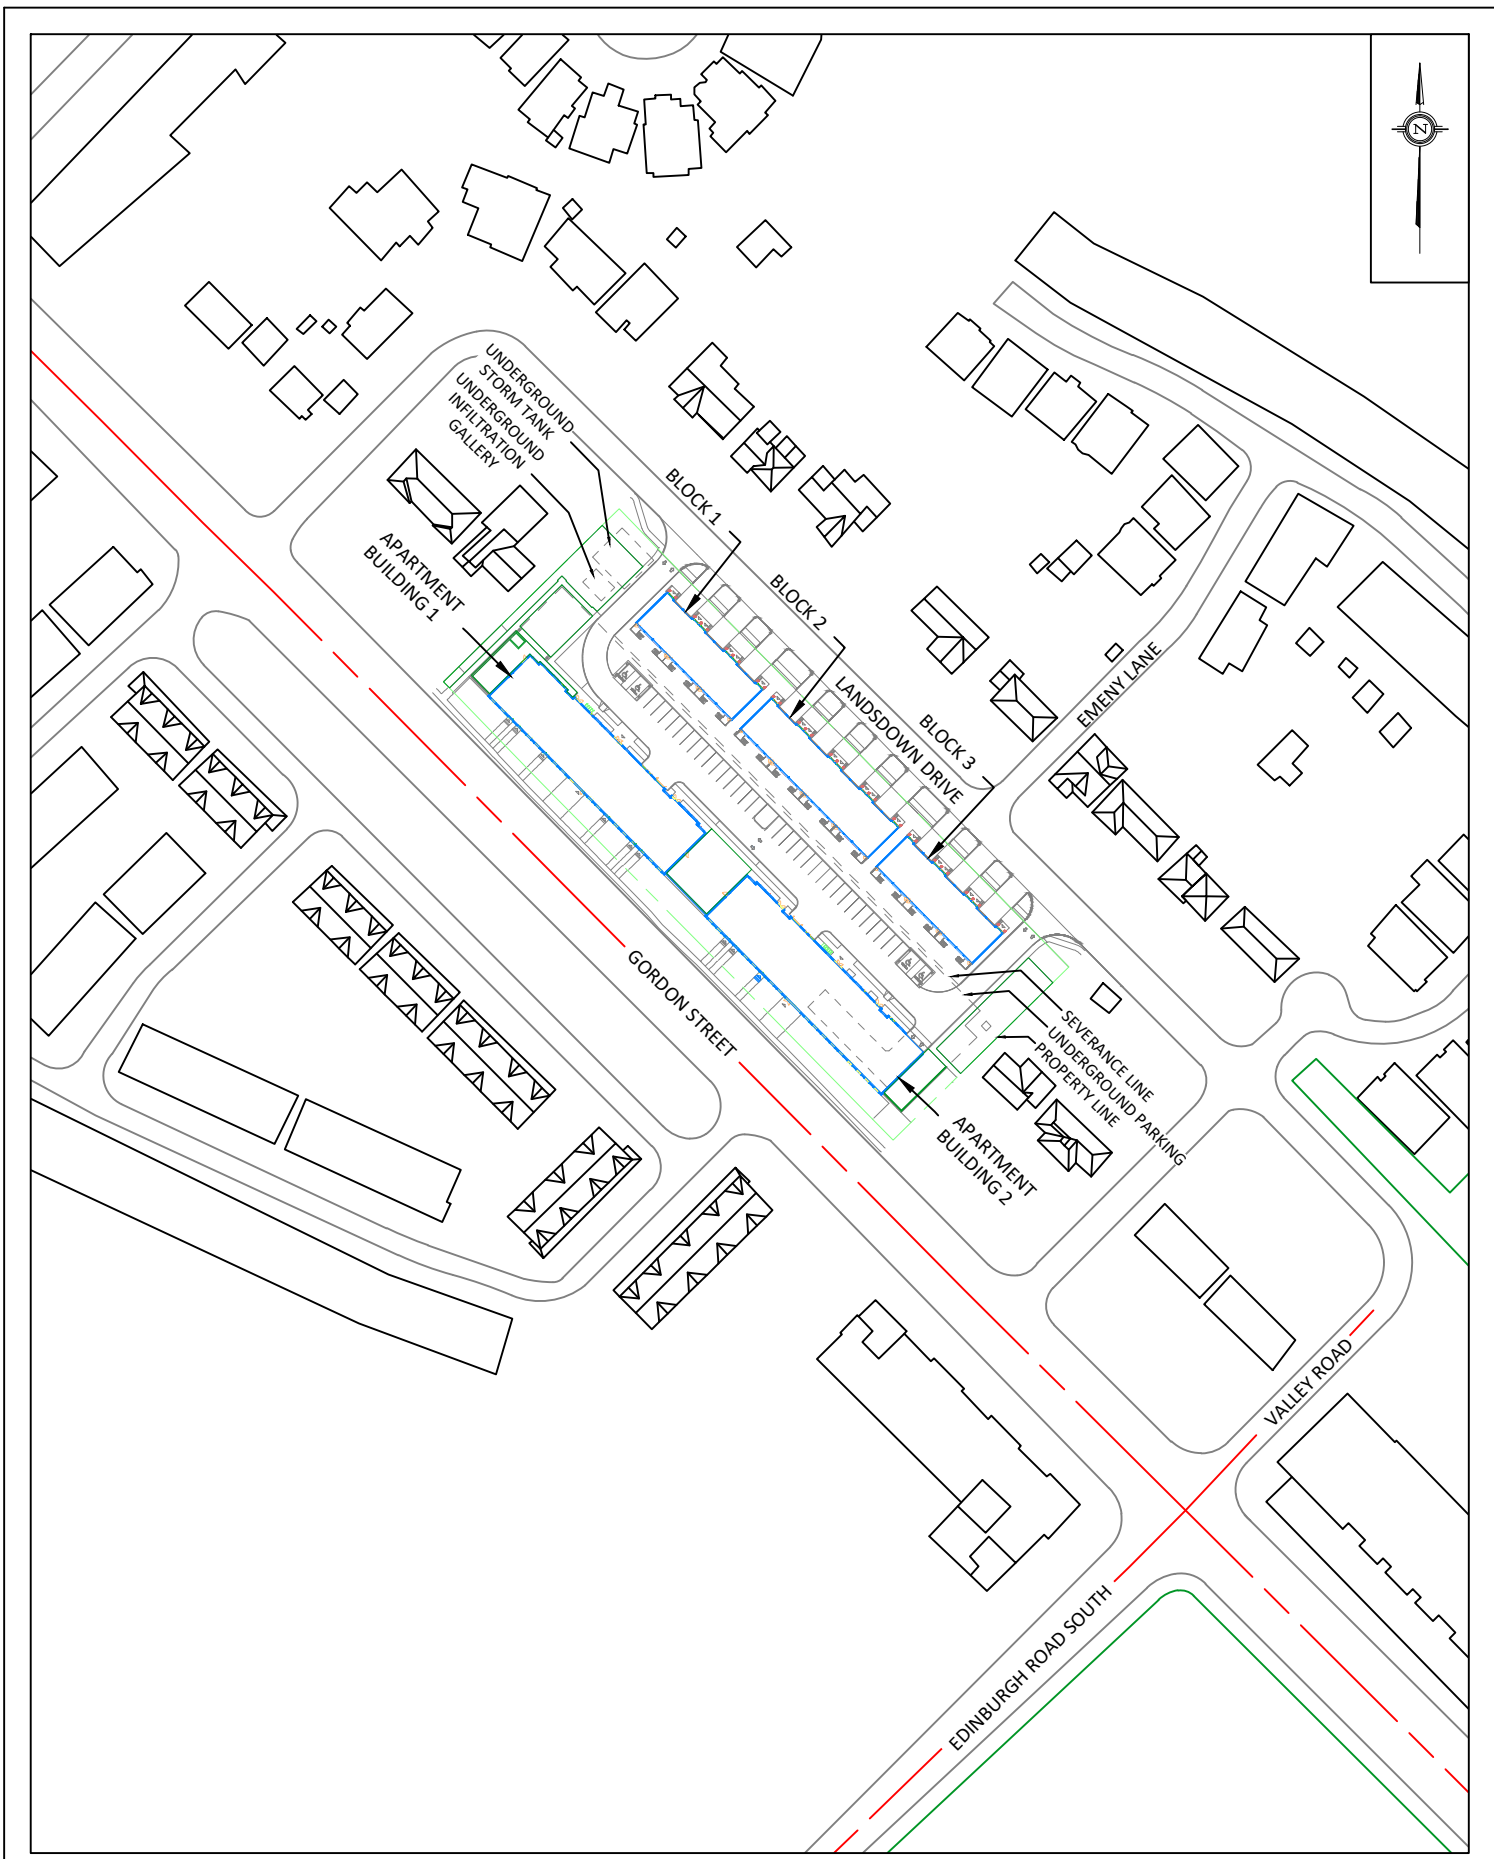 N
UNDERGROUND
STORM TANK
UNDERGROUND
INFILTRATION
GALLERY
BLOCK 1
APARTMENT
BUILDING 1
BLOCK 2
LANDSDOWN DRIVE
BLOCK 3
EMENY LANE
GORDON STREET
SEVERANCE LINE
UNDERGROUND PARKING
PROPERTY LINE
APARTMENT
BUILDING 2
VALLEY ROAD
EDINBURGH ROAD SOUTH